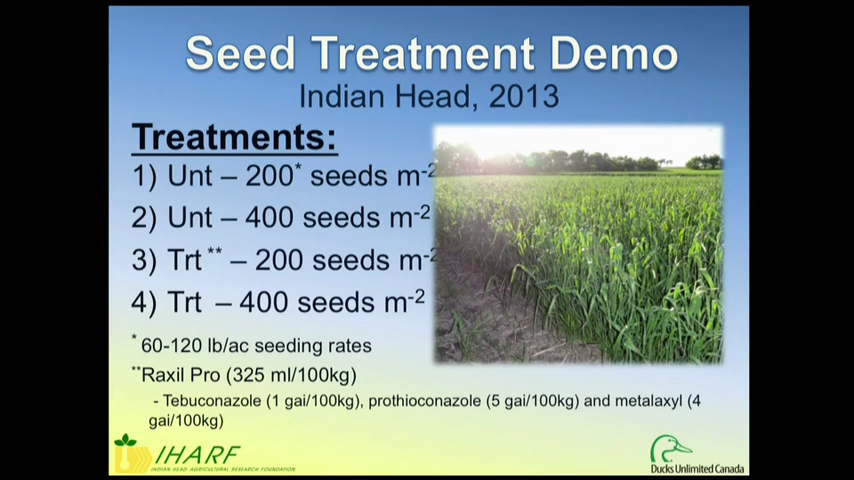 Seed Treatment Demo
Indian Head, 2013
Treatments:
1) Unt – 200* seeds m-2
2) Unt – 400 seeds m-2
3) Trt ** – 200 seeds m-2
4) Trt – 400 seeds m-2
* 60-120 lb/ac seeding rates
**Raxil Pro (325 ml/100kg)
- Tebuconazole (1 gai/100kg), prothioconazole (5 gai/100kg) and metalaxyl (4
gai/100kg)
IHARF
INDIAN HEAD AGRICULTURAL RESEARCH FOUNDATION
Ducks Unlimited Canada